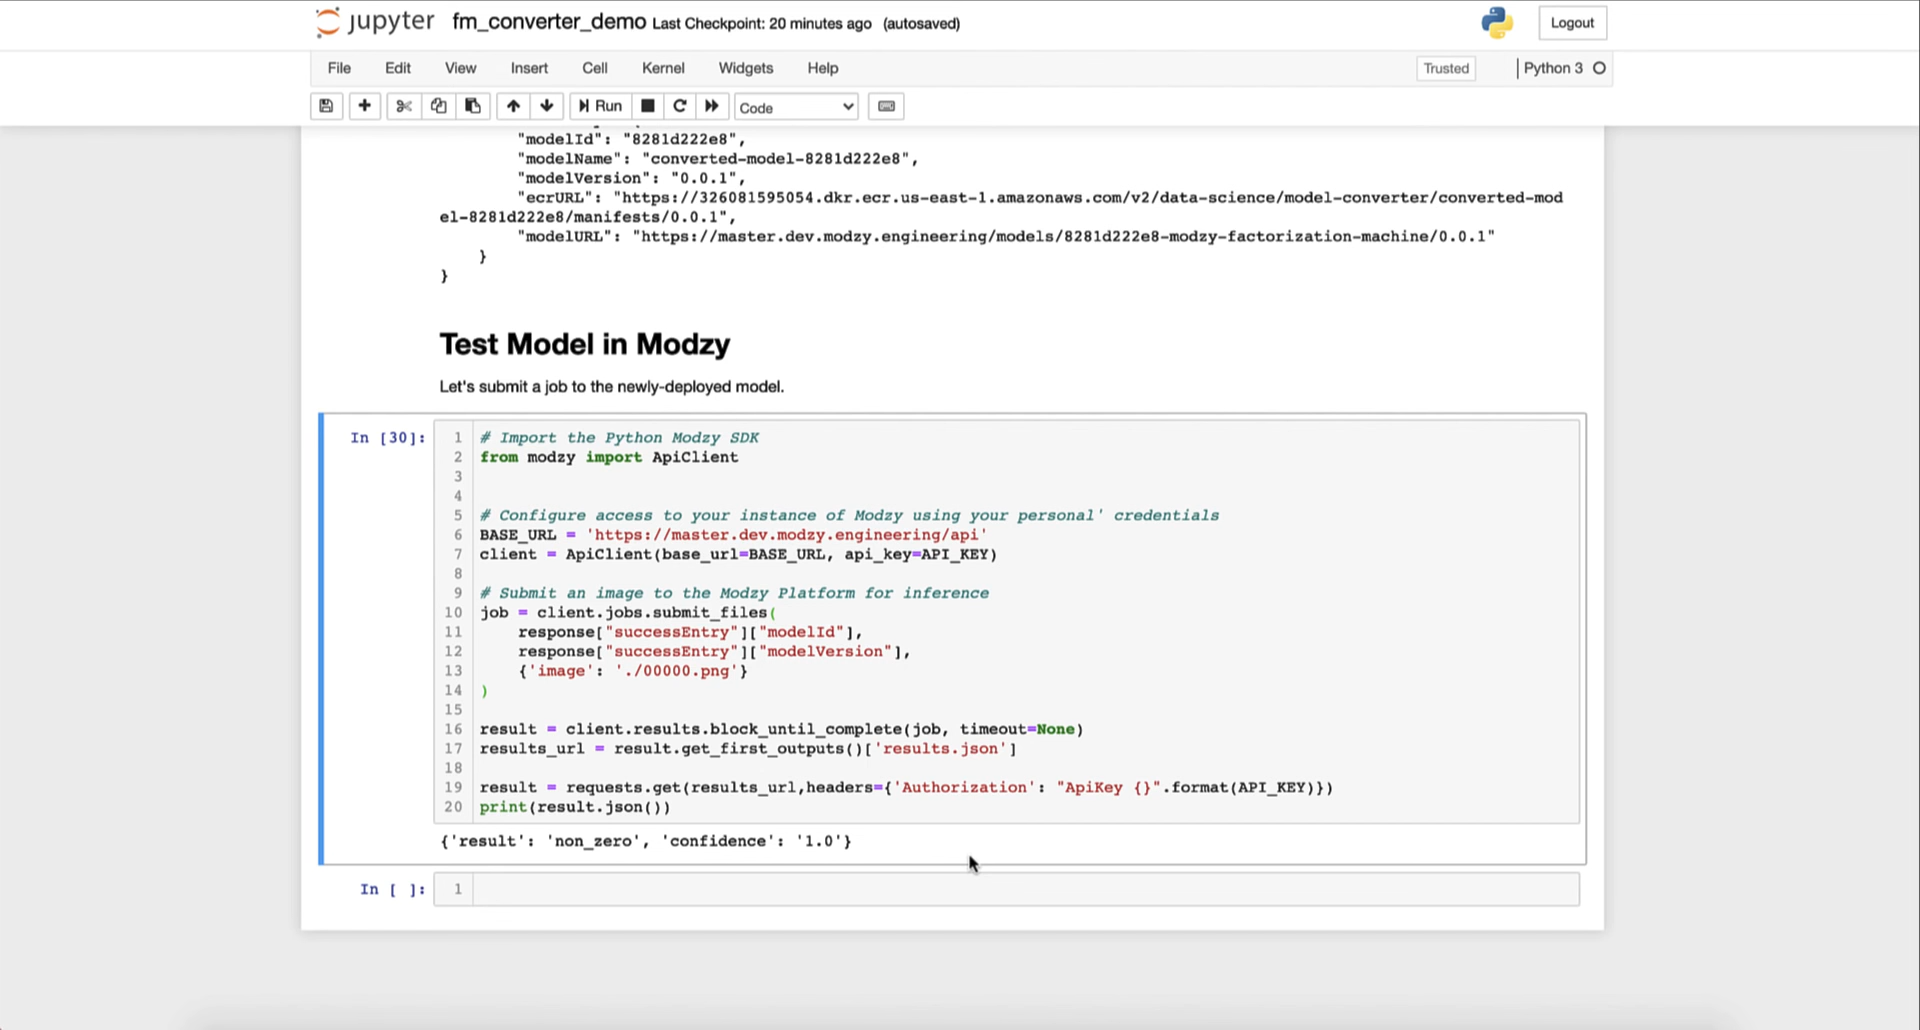 jupyter fm_converter_demo Last Checkpoint: 20 minutes ago (autosaved) Logout
File Edit View Insert Cell Kernel Widgets Help Trusted Python 3
Run Code
"modelId": "8281d222e8",
"modelName": "converted-model-8281d222e8",
"modelVersion": "0.0.1",
"ecrURL": "https://326081595054.dkr.ecr.us-east-1.amazonaws.com/v2/data-science/model-converter/converted-mod
el-8281d222e8/manifests/0.0.1",
"modelURL": "https://master.dev.modzy.engineering/models/8281d222e8-modzy-factorization-machine/0.0.1"
}
}
Test Model in Modzy
Let's submit a job to the newly-deployed model.
In [30]: 1 # Import the Python Modzy SDK
2 from modzy import ApiClient
3
4
5 # Configure access to your instance of Modzy using your personal' credentials
6 BASE_URL = 'https://master.dev.modzy.engineering/api'
7 client = ApiClient(base_url=BASE_URL, api_key=API_KEY)
8
9 # Submit an image to the Modzy Platform for inference
10 job = client.jobs.submit_files(
11 response["successEntry"]["modelId"],
12 response["successEntry"]["modelVersion"],
13 {'image': './00000.png'}
14 )
15
16 result = client.results.block_until_complete(job, timeout=None)
17 results_url = result.get_first_outputs()['results.json']
18
19 result = requests.get(results_url,headers={'Authorization': "ApiKey {}".format(API_KEY)})
20 print(result.json())
{'result': 'non_zero', 'confidence': '1.0'}
In [ ]: 1